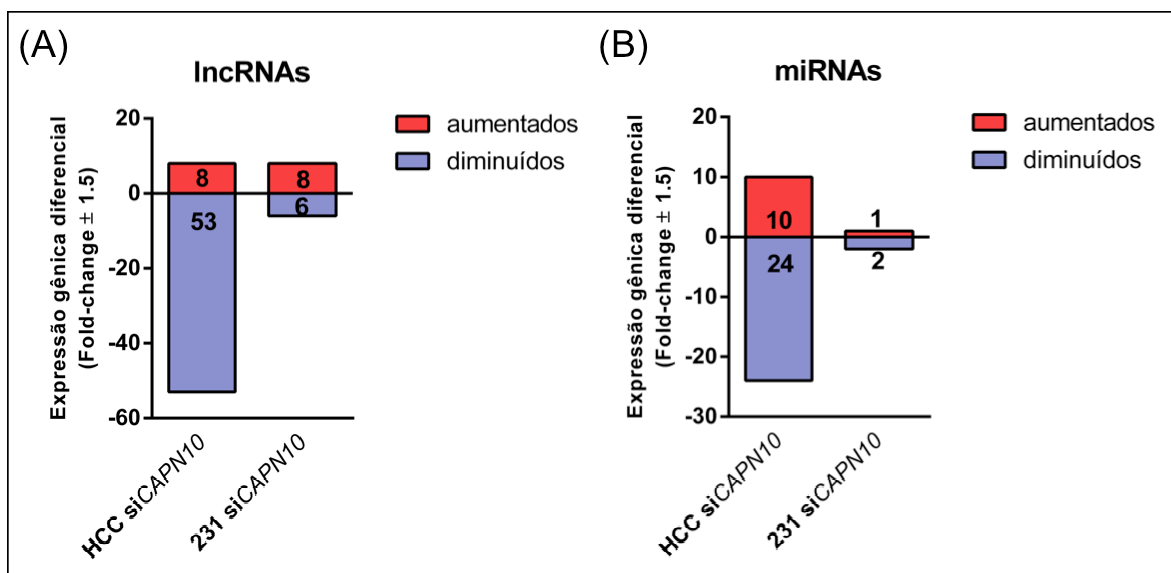 (A)
lncRNAs
Expressão gênica diferencial
(Fold-change ± 1.5)
20
0
-20
-40
-60
8
53
8
6
HCC siCAPN10
231 siCAPN10
aumentados
diminuídos
(B)
miRNAs
Expressão gênica diferencial
(Fold-change ± 1.5)
20
10
0
-10
-20
-30
10
24
1
2
HCC siCAPN10
231 siCAPN10
aumentados
diminuídos